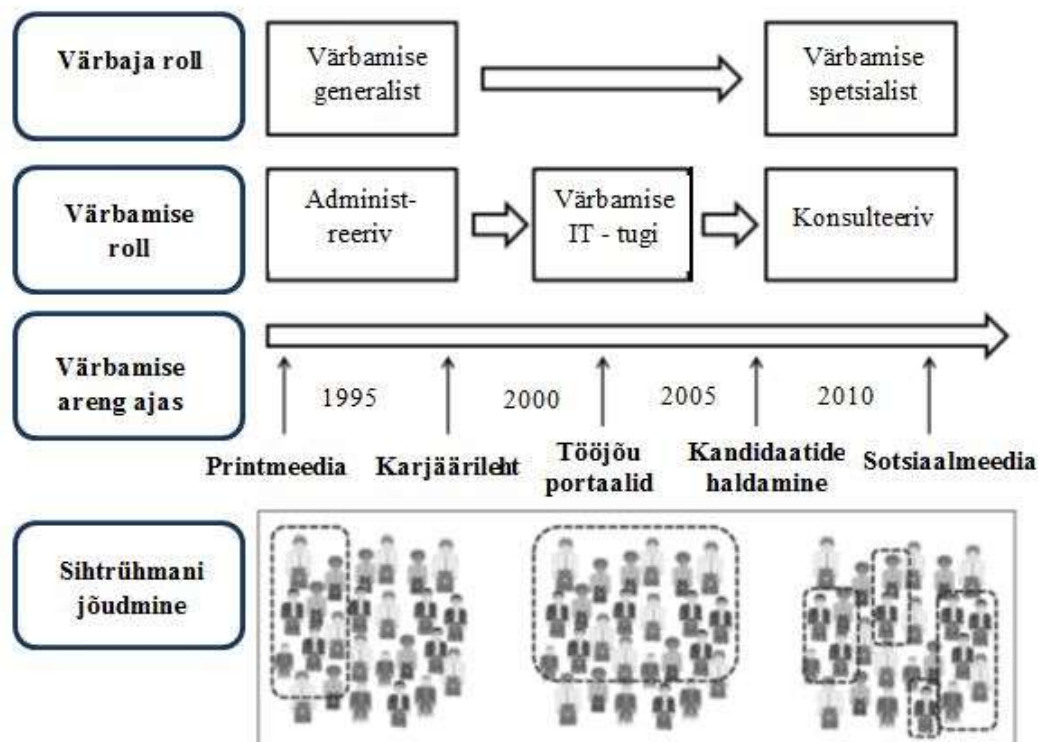 Värbaja roll
Värbamise
generalist
Värbamise
spetsialist
Värbamise
roll
Administ-
reeriv
Värbamise
IT - tugi
Konsulteeriv
Värbamise
areng ajas
1995
2000
2005
2010
Printmeedia
Karjäärileht
Tööjõu
portaalid
Kandidaatide
haldamine
Sotsiaalmeedia
Sihtrühmani
jõudmine